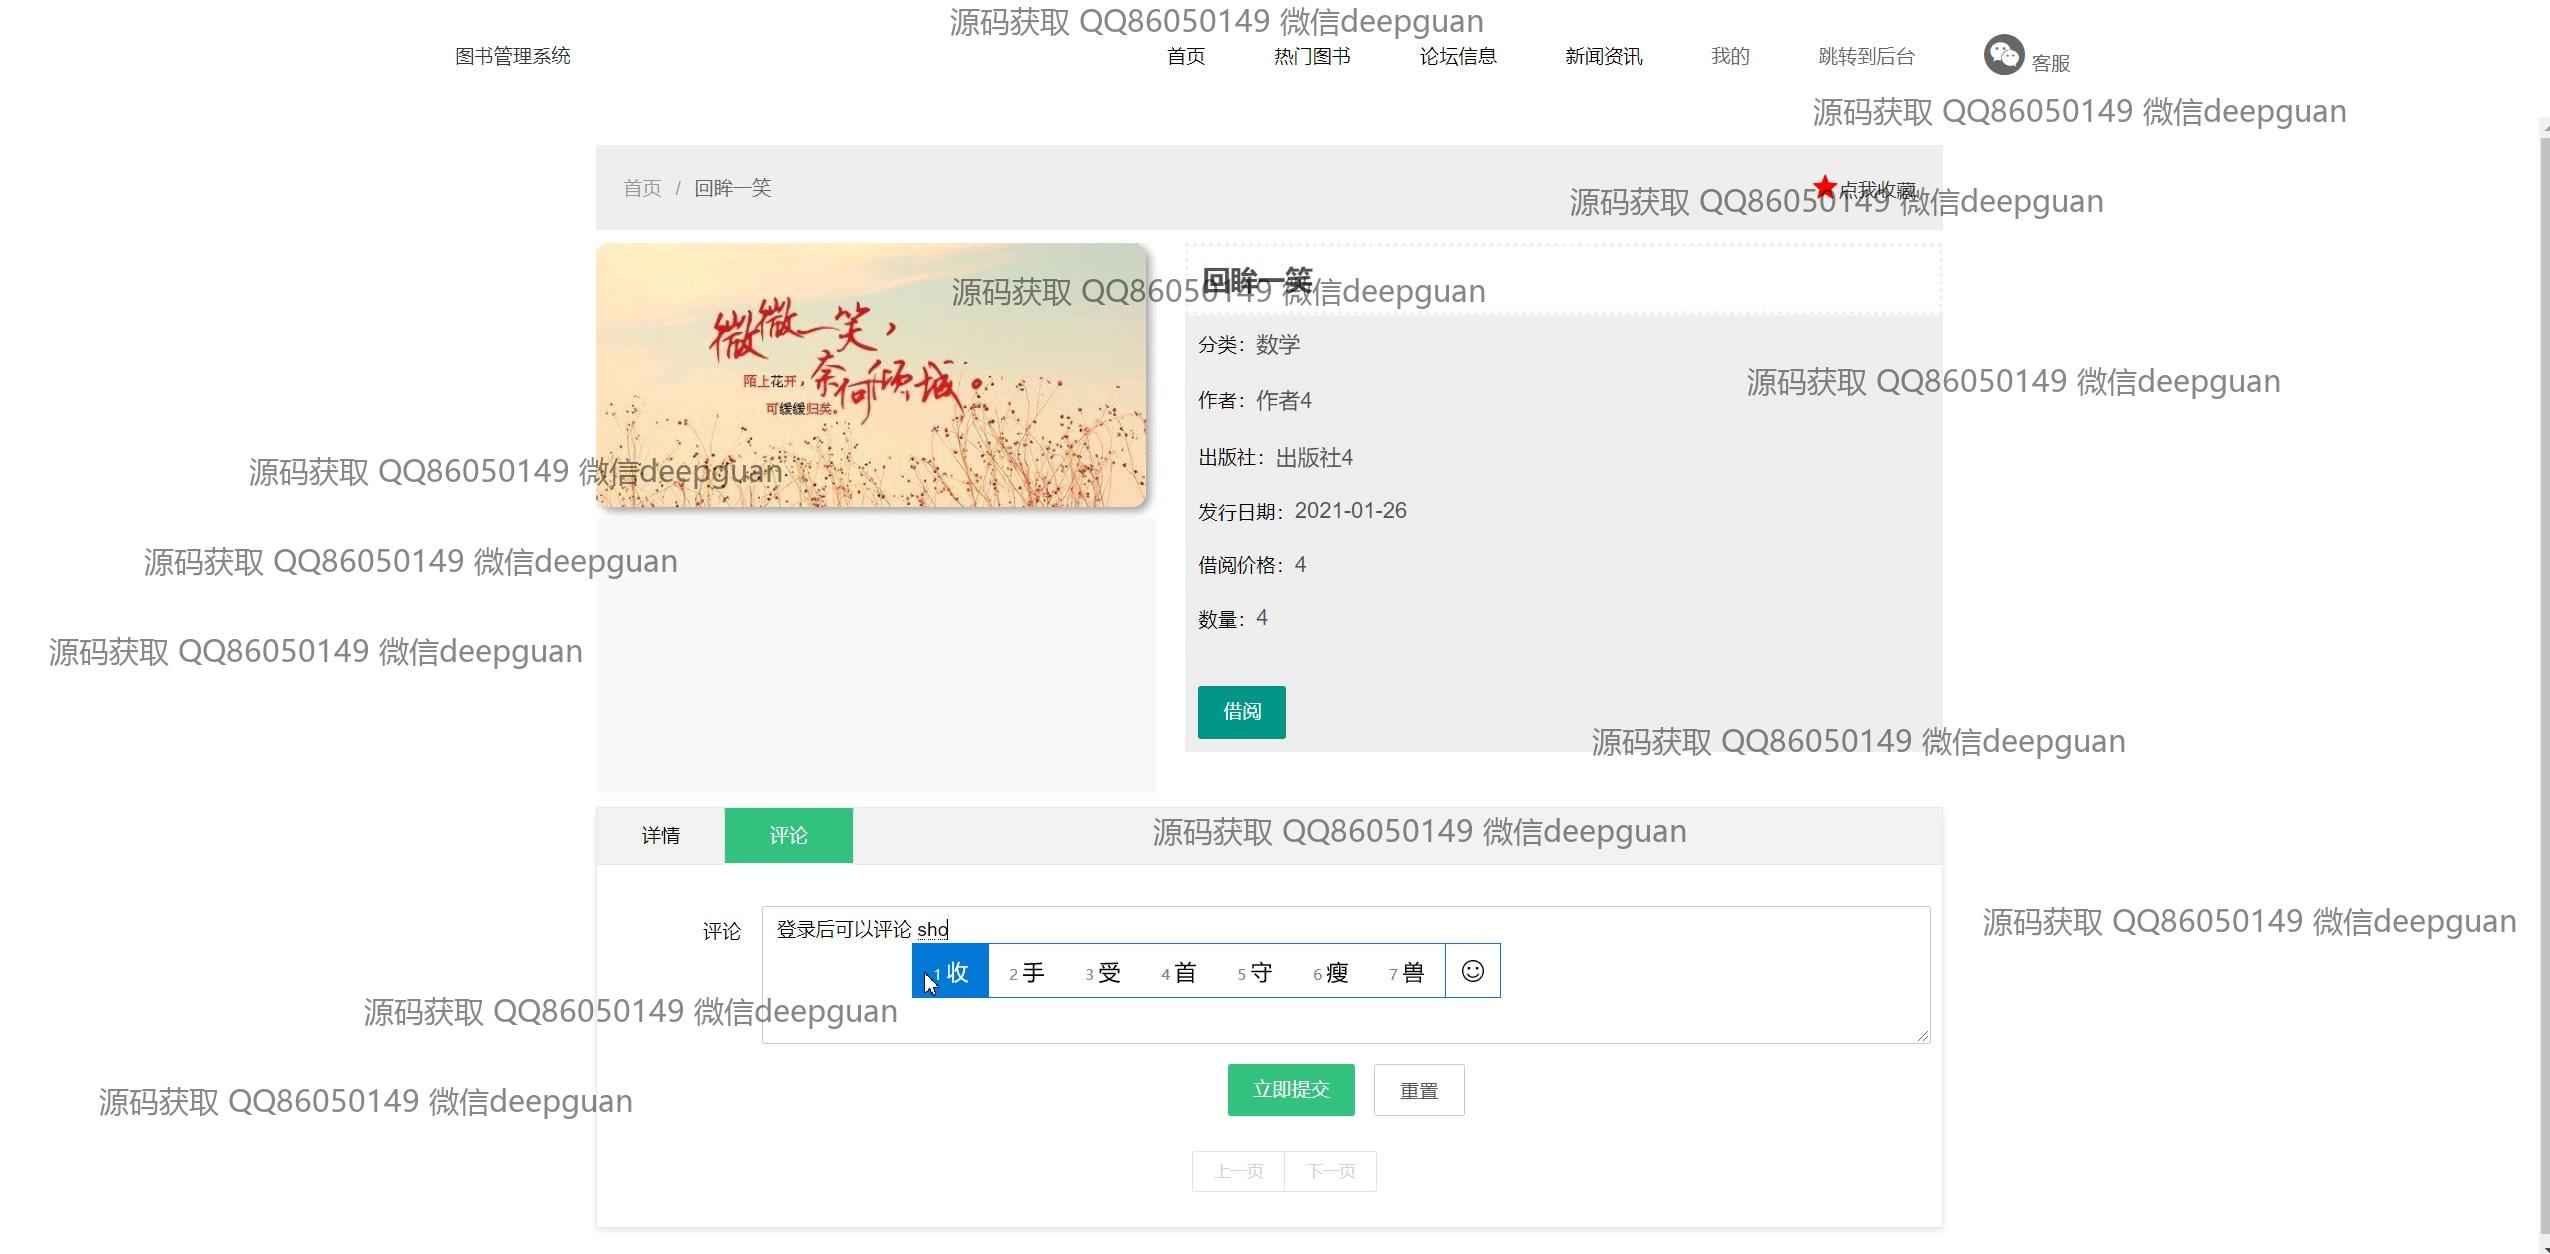 源码获取 QQ86050149 微信deepguan
图书管理系统 首页 热门图书 论坛信息 新闻资讯 我的 跳转到后台 客服
源码获取 QQ86050149 微信deepguan
首页 / 回眸一笑 点我收藏
源码获取 QQ86050149 微信deepguan
回眸一笑
源码获取 QQ86050149 微信deepguan
微微一笑，
奈何倾城。
陌上花开，
可缓缓归矣。
分类： 数学
源码获取 QQ86050149 微信deepguan
作者： 作者4
出版社： 出版社4
源码获取 QQ86050149 微信deepguan
发行日期： 2021-01-26
源码获取 QQ86050149 微信deepguan
借阅价格： 4
数量： 4
源码获取 QQ86050149 微信deepguan
借阅
源码获取 QQ86050149 微信deepguan
详情 评论
源码获取 QQ86050149 微信deepguan
评论 登录后可以评论 shd
源码获取 QQ86050149 微信deepguan
1 收 2 手 3 受 4 首 5 守 6 瘦 7 兽
源码获取 QQ86050149 微信deepguan
立即提交 重置
源码获取 QQ86050149 微信deepguan
上一页 下一页